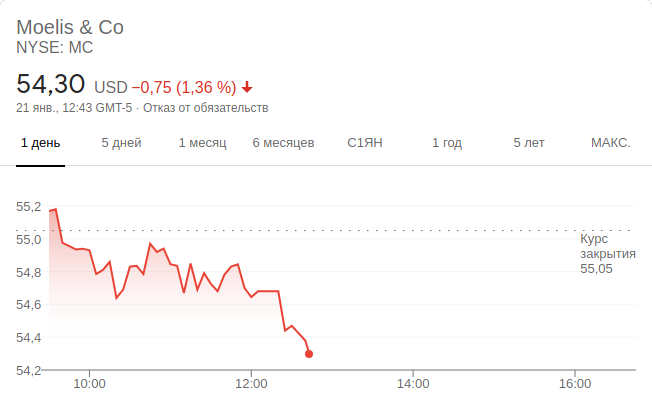 Moelis & Co
NYSE: MC
54,30 USD −0,75 (1,36 %)
21 янв., 12:43 GMT-5 · Отказ от обязательств
1 день 5 дней 1 месяц 6 месяцев С1ЯН 1 год 5 лет МАКС.
55,2
55,0
54,8
54,6
54,4
54,2
Курс
закрытия
55,05
10:00 12:00 14:00 16:00